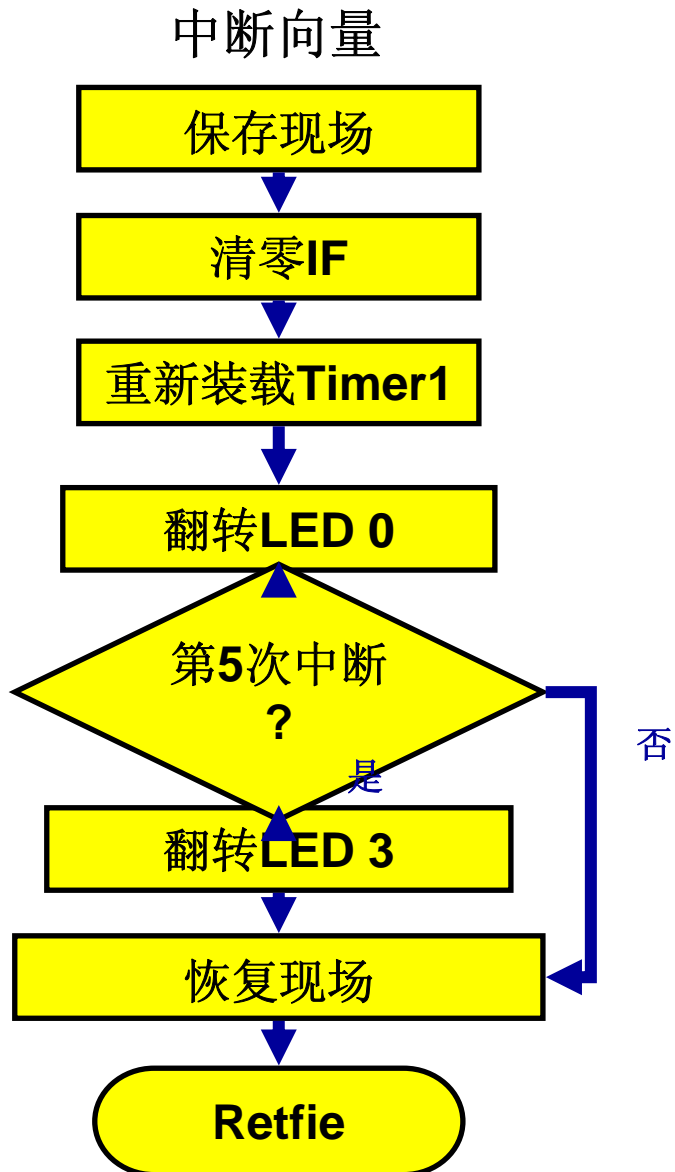 中断向量
保存现场
清零IF
重新装载Timer1
翻转LED 0
第5次中断
?
是
否
翻转LED 3
恢复现场
Retfie